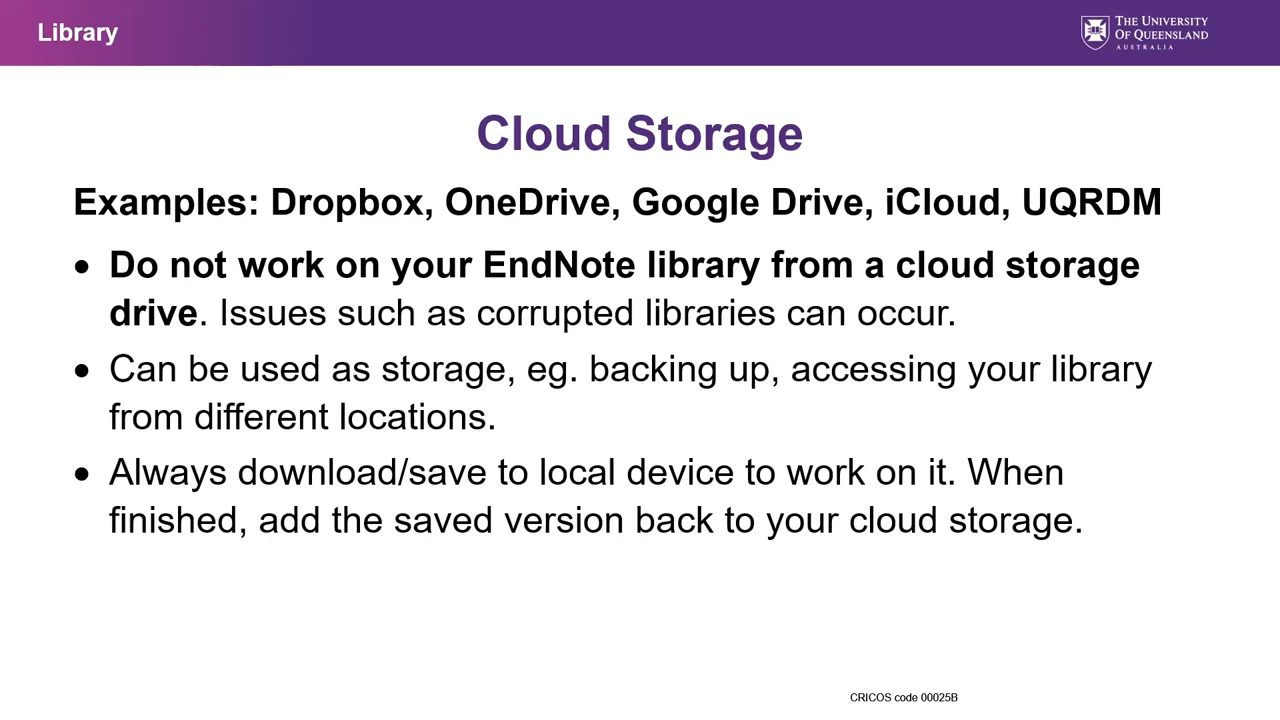 Library
THE UNIVERSITY
OF QUEENSLAND
AUSTRALIA
Cloud Storage
Examples: Dropbox, OneDrive, Google Drive, iCloud, UQRDM
• Do not work on your EndNote library from a cloud storage
drive. Issues such as corrupted libraries can occur.
• Can be used as storage, eg. backing up, accessing your library
from different locations.
• Always download/save to local device to work on it. When
finished, add the saved version back to your cloud storage.
CRICOS code 00025B